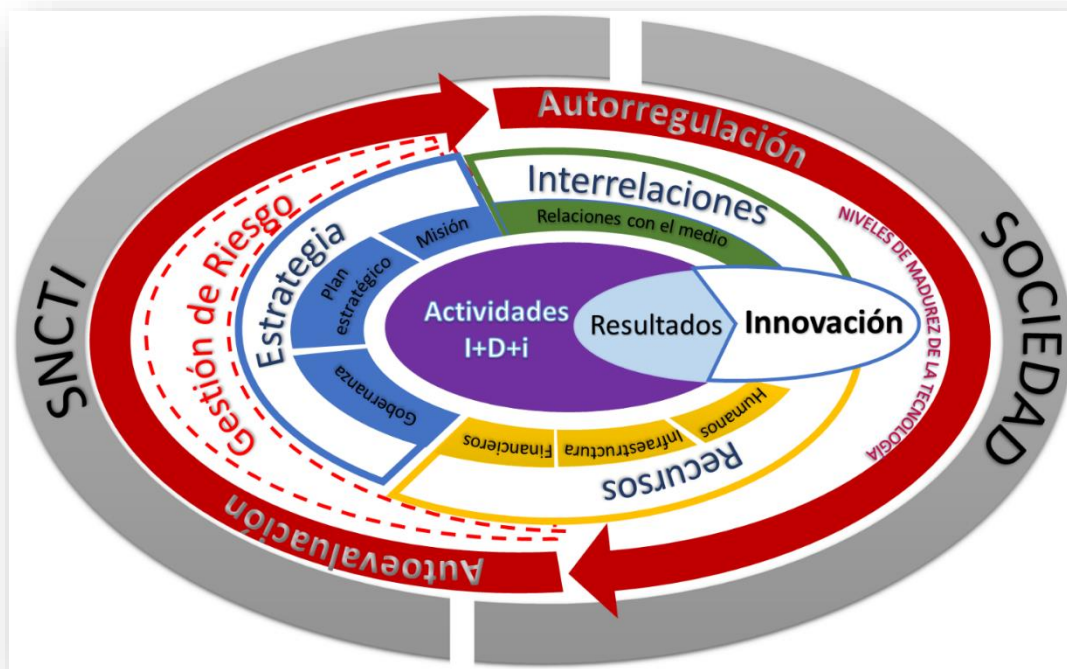 SNCTI
SOCIEDAD
Autorregulación
Autoevaluación
NIVELES DE MADUREZ DE LA TECNOLOGÍA
Gestión de Riesgo
Estrategia
Misión
Plan
estratégico
Gobernanza
Interrelaciones
Relaciones con el medio
Actividades
I+D+i
Resultados
Innovación
Recursos
Humanos
Infraestructura
Financieros